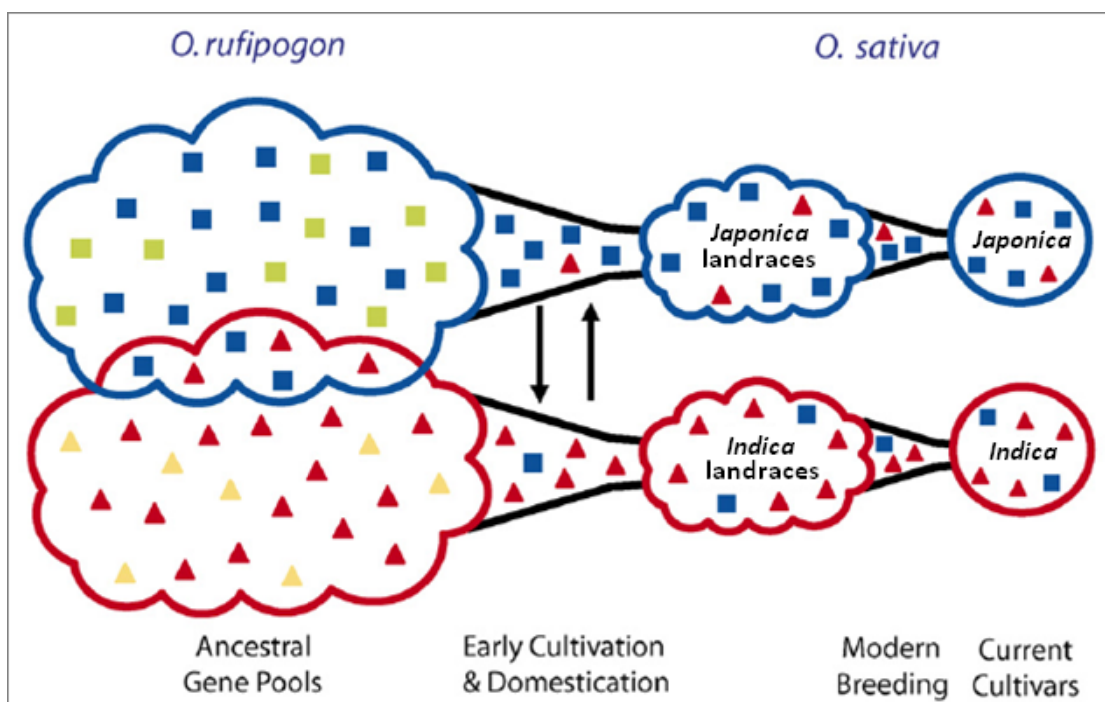 O. rufipogon
O. sativa
Japonica
landraces
Japonica
Indica
landraces
Indica
Ancestral
Gene Pools
Early Cultivation
& Domestication
Modern
Breeding
Current
Cultivars